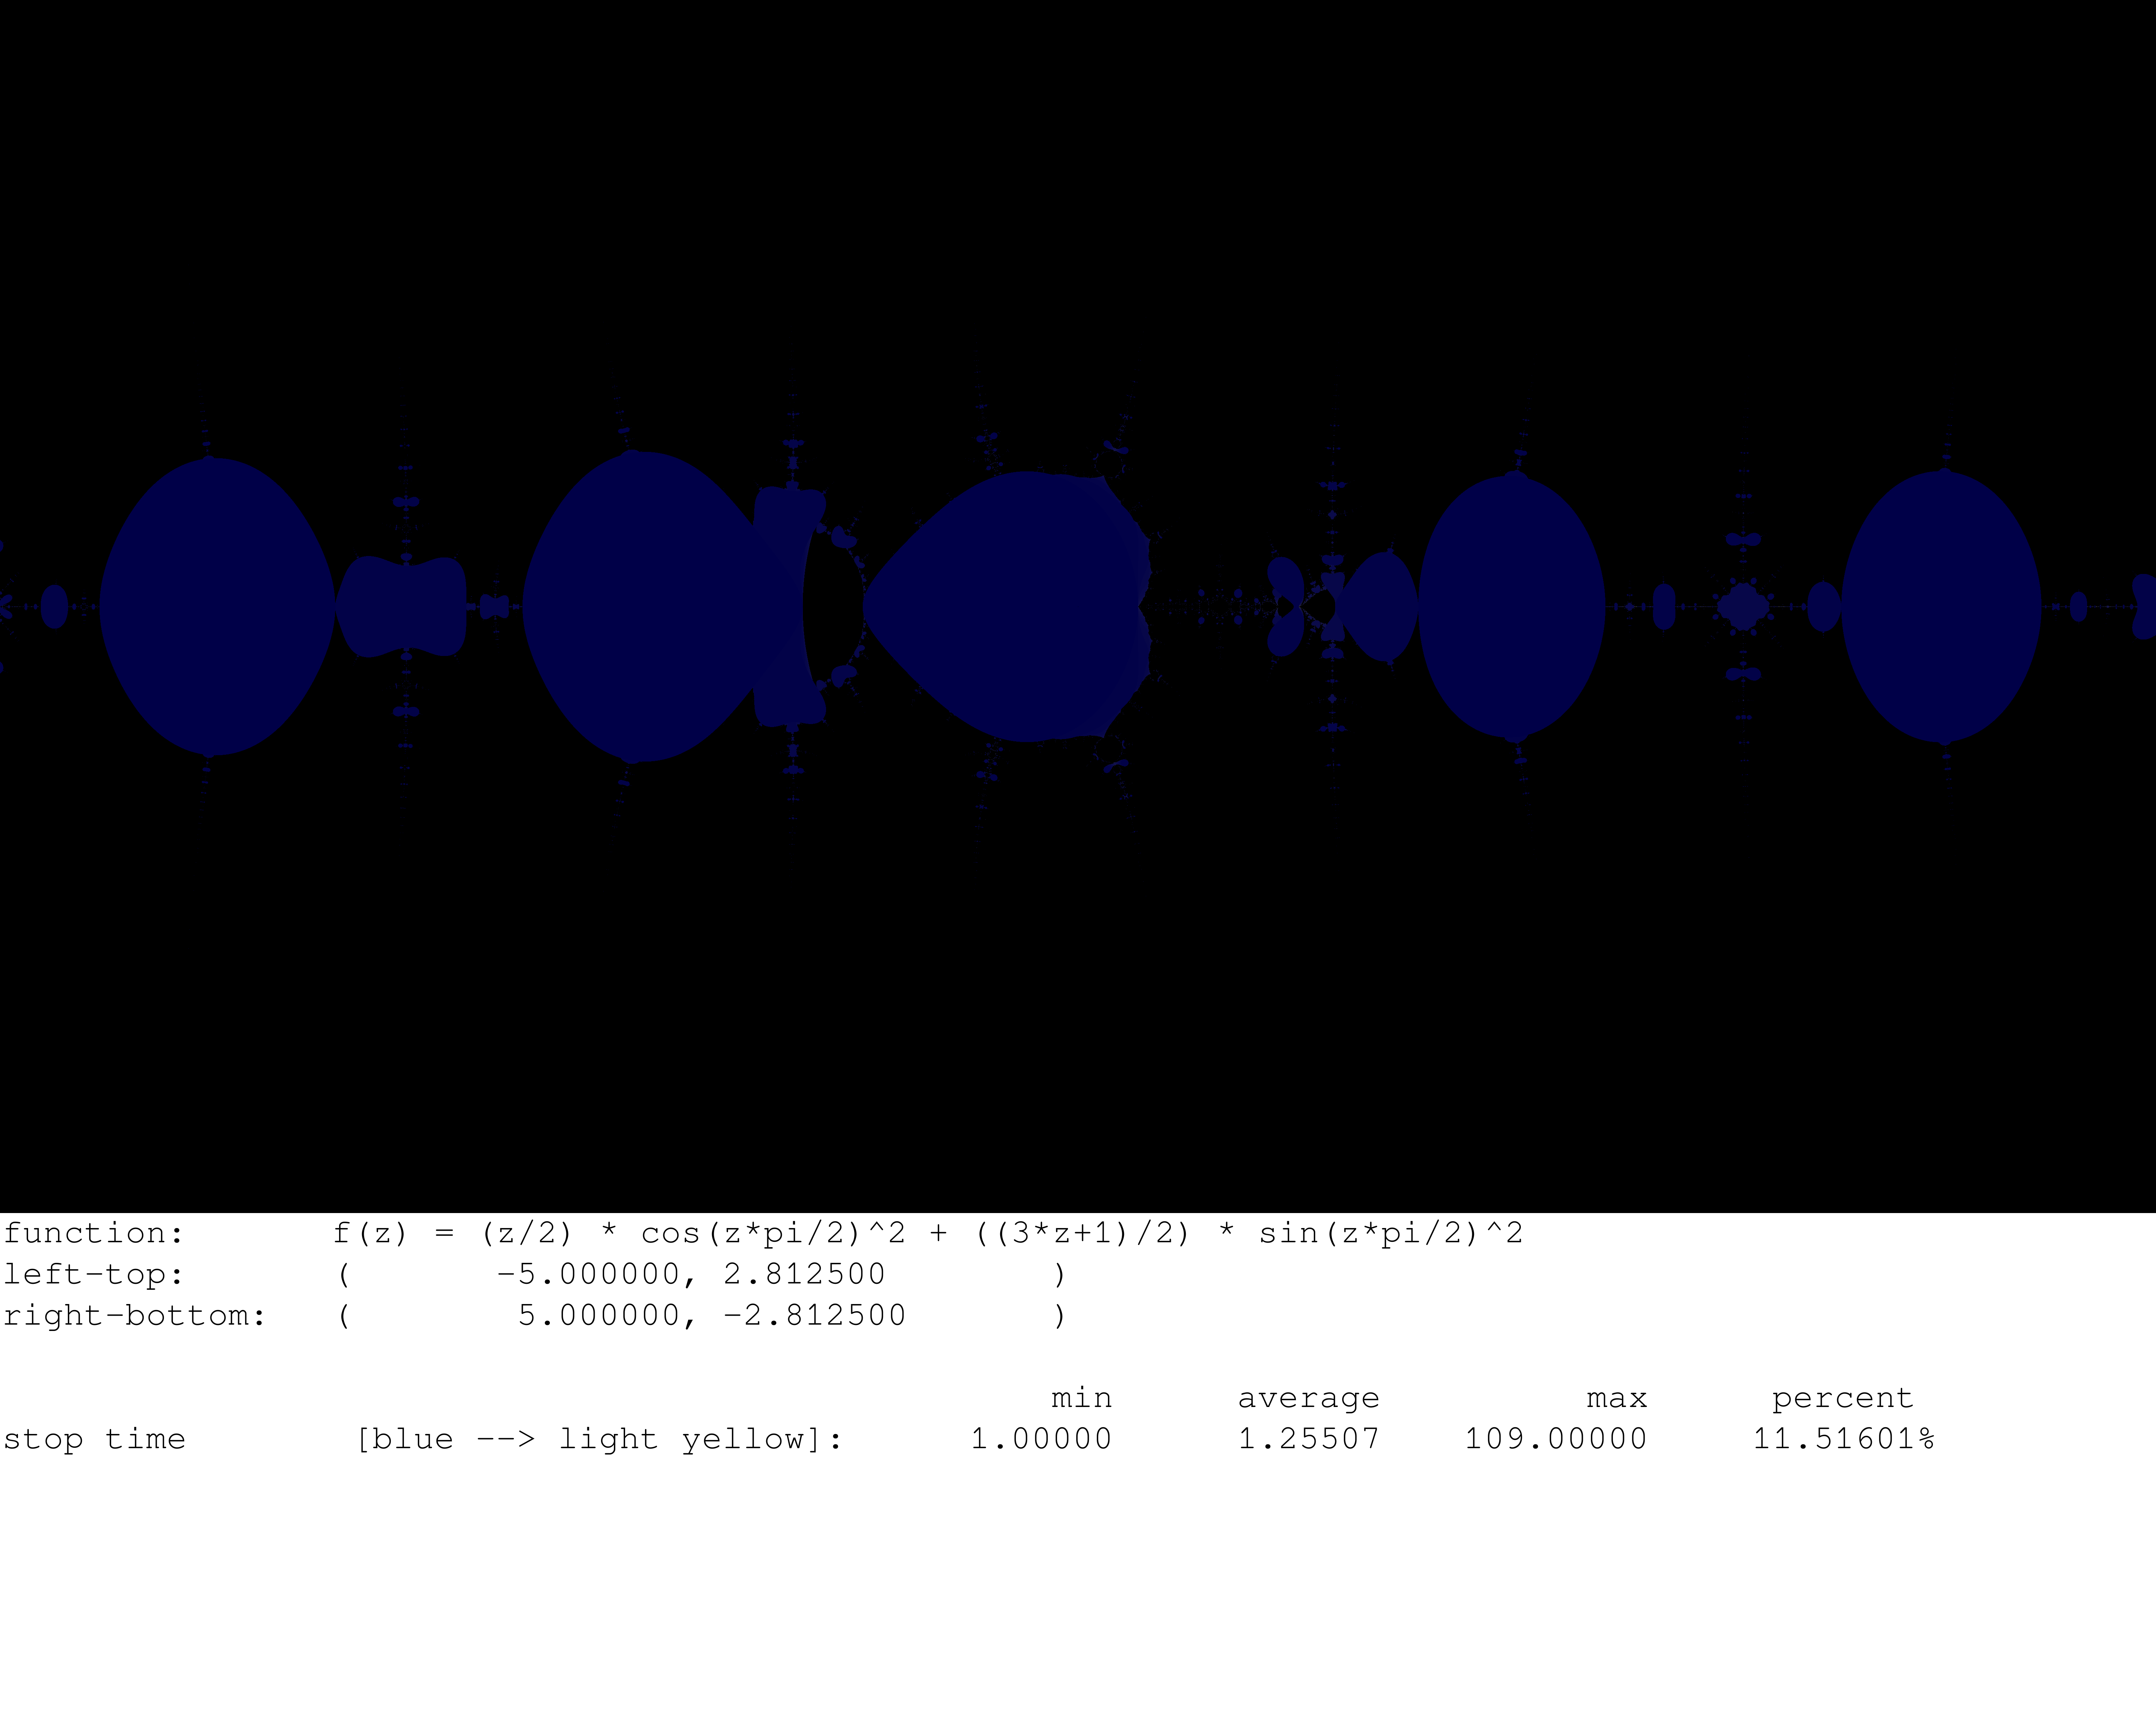 function: f(z) = (z/2) * cos(z*pi/2)^2 + ((3*z+1)/2) * sin(z*pi/2)^2
left-top: ( -5.000000, 2.812500 )
right-bottom: ( 5.000000, -2.812500 )
min average max percent
stop time [blue --> light yellow]: 1.00000 1.25507 109.00000 11.51601%